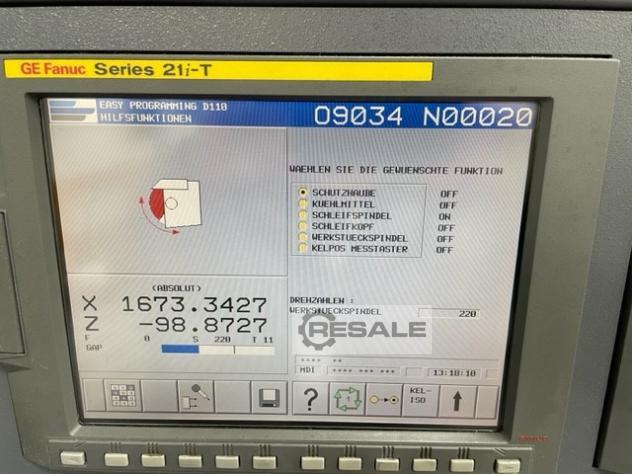 GE Fanuc Series 21i-T
EASY PROGRAMMING D110
HILFSFUNKTIONEN
O9034 N00020
WAEHLEN SIE DIE GEWUENSCHTE FUNKTION
SCHUTZHAUBE OFF
KUEHLMITTEL OFF
SCHLEIFSPINDEL ON
SCHLEIFKOPF OFF
WERKSTUECKSPINDEL OFF
KELPOS MESSTASTER OFF
(ABSOLUT)
X 1673.3427
Z -98.8727
F 0 S 220 T 11
GAP
DREHZAHLEN :
WERKSTUECKSPINDEL 220
RESALE
**** **
MDI **** *** *** 13:18:10
? 1 KEL-
ISO